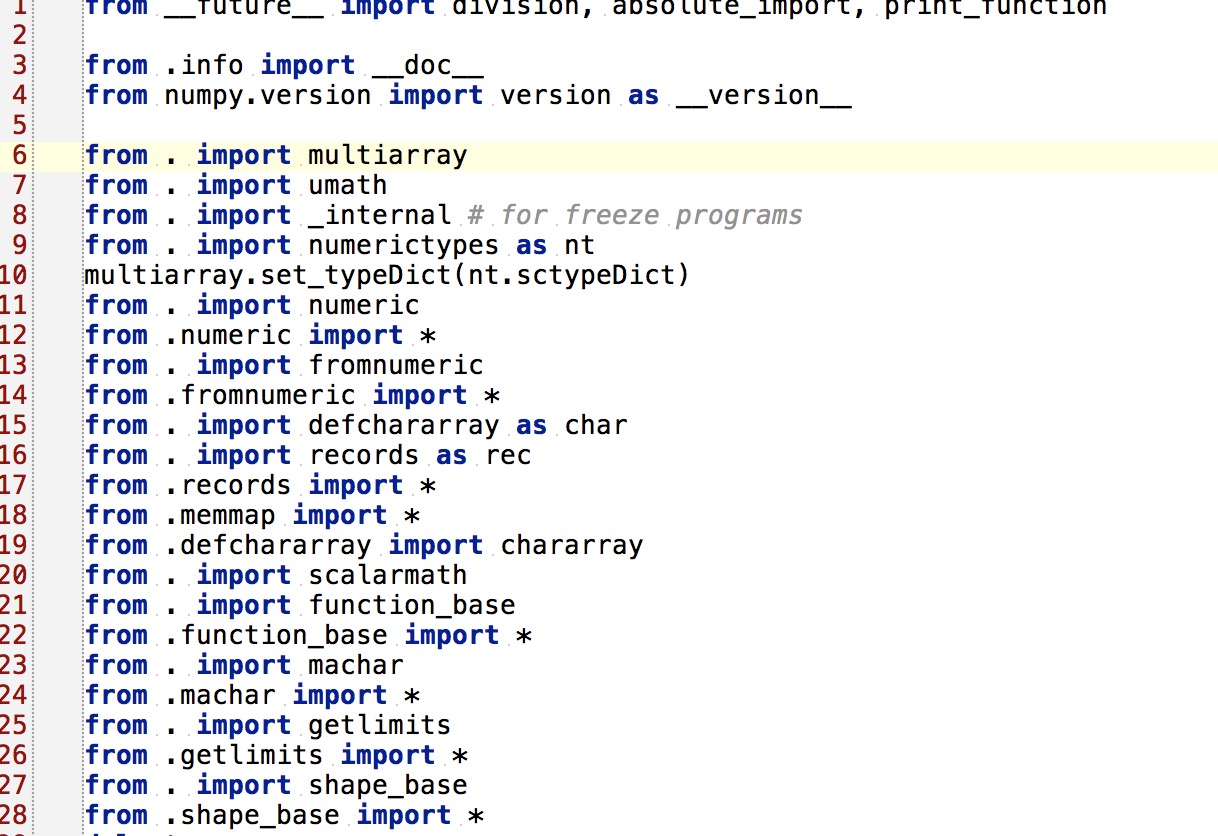 1 from __future__ import division, absolute_import, print_function
2
3 from .info import __doc__
4 from numpy.version import version as __version__
5
6 from . import multiarray
7 from . import umath
8 from . import _internal # for freeze programs
9 from . import numerictypes as nt
10 multiarray.set_typeDict(nt.sctypeDict)
11 from . import numeric
12 from .numeric import *
13 from . import fromnumeric
14 from .fromnumeric import *
15 from . import defchararray as char
16 from . import records as rec
17 from .records import *
18 from .memmap import *
19 from .defchararray import chararray
20 from . import scalarmath
21 from . import function_base
22 from .function_base import *
23 from . import machar
24 from .machar import *
25 from . import getlimits
26 from .getlimits import *
27 from . import shape_base
28 from .shape_base import *